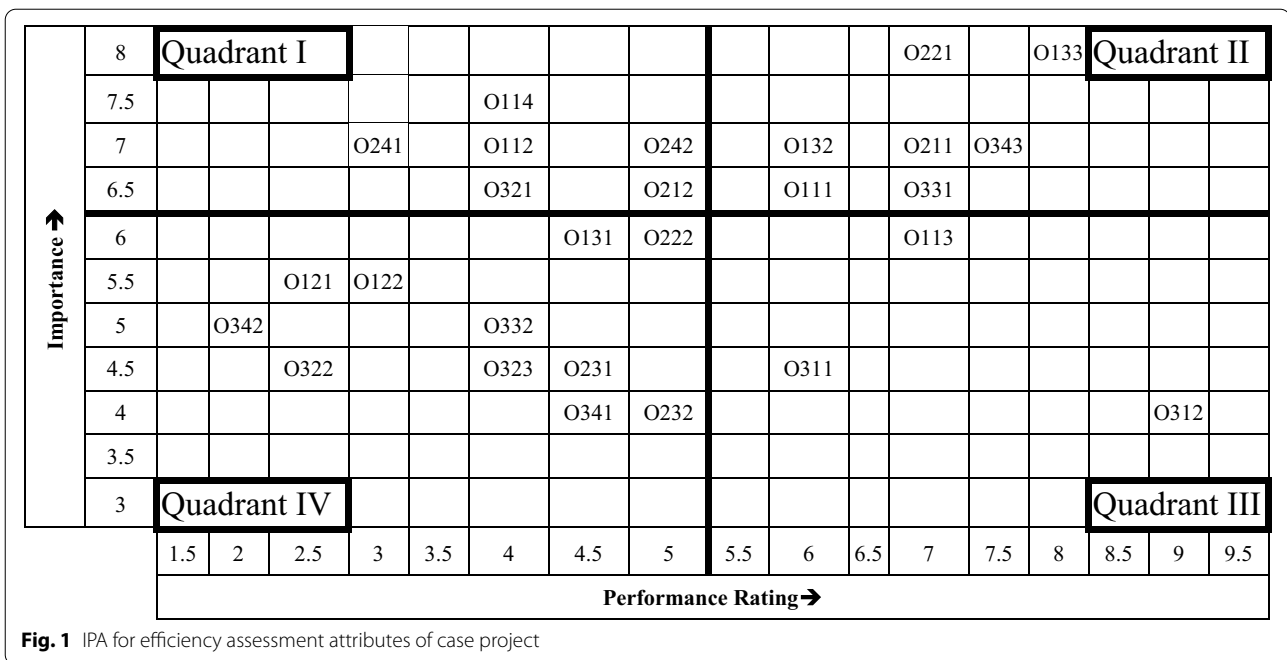 8 Quadrant I O221 O133 Quadrant II
7.5 O114
7 O241 O112 O242 O132 O211 O343
6.5 O321 O212 O111 O331
Importance ➔
6 O131 O222 O113
5.5 O121 O122
5 O342 O332
4.5 O322 O323 O231 O311
4 O341 O232 O312
3.5
3 Quadrant IV Quadrant III
1.5 2 2.5 3 3.5 4 4.5 5 5.5 6 6.5 7 7.5 8 8.5 9 9.5
Performance Rating➔
Fig. 1 IPA for efficiency assessment attributes of case project